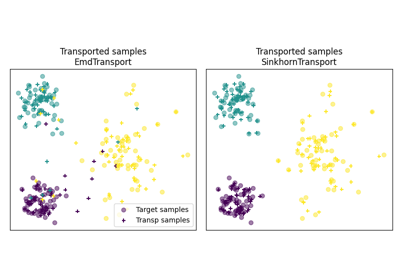 Transported samples
EmdTransport
Transported samples
SinkhornTransport
Target samples
Transp samples